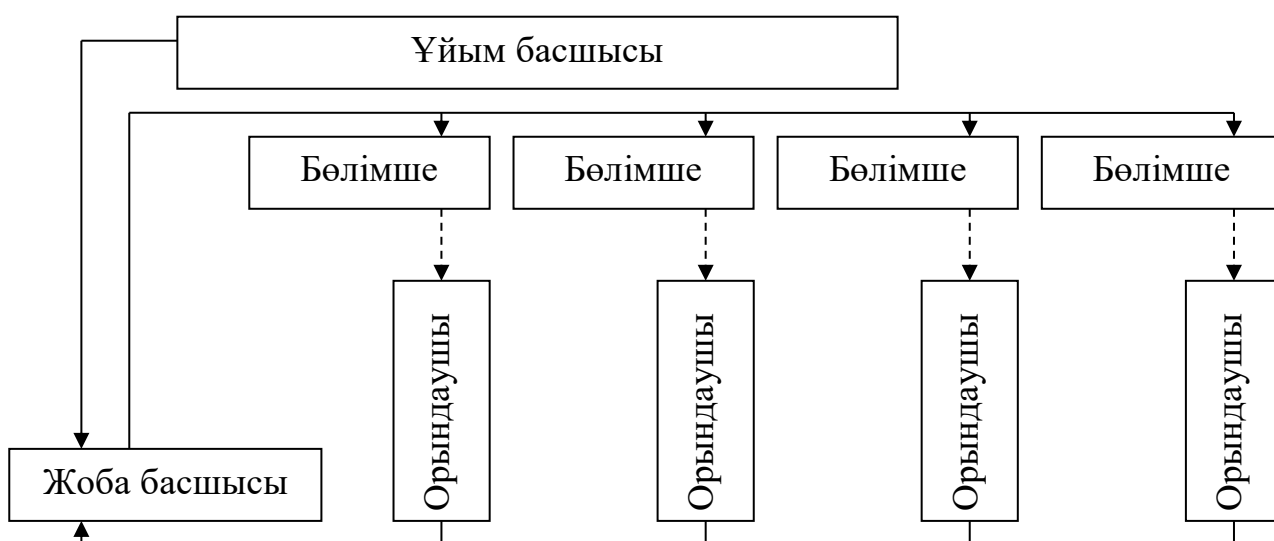 Ұйым басшысы
Бөлімше
Бөлімше
Бөлімше
Бөлімше
Орындаушы
Орындаушы
Орындаушы
Орындаушы
Жоба басшысы